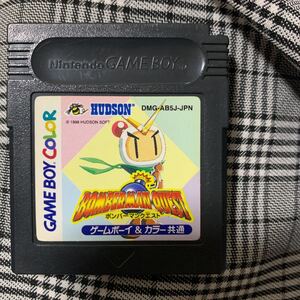 Nintendo GAME BOY
HUDSON
DMG-AB5J-JPN
© 1998 HUDSON SOFT
GAME BOY COLOR
BOMBERMAN QUEST
ボンバーマンクエスト
ゲームボーイ&カラー共通